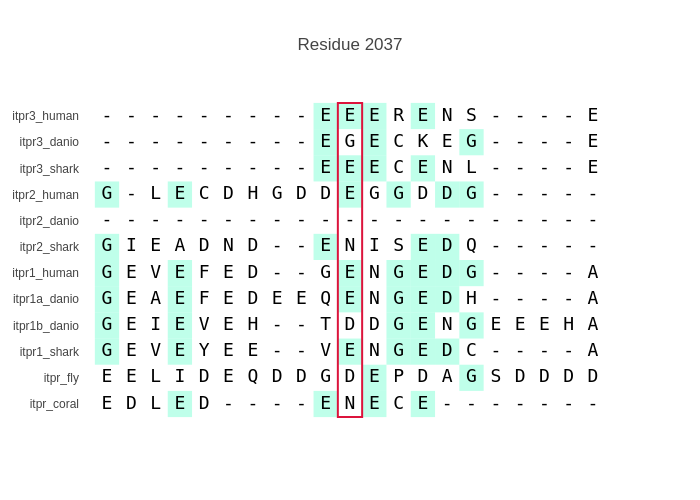 Residue 2037
itpr3_human - - - - - - - - - E E E R E N S - - - - E
itpr3_danio - - - - - - - - - E G E C K E G - - - - E
itpr3_shark - - - - - - - - - E E E C E N L - - - - E
itpr2_human G - L E C D H G D D E G G D D G - - - - -
itpr2_danio - - - - - - - - - - - - - - - - - - - - -
itpr2_shark G I E A D N D - - E N I S E D Q - - - - -
itpr1_human G E V E F E D - - G E N G E D G - - - - A
itpr1a_danio G E A E F E D E E Q E N G E D H - - - - A
itpr1b_danio G E I E V E H - - T D D G E N G E E E H A
itpr1_shark G E V E Y E E - - V E N G E D C - - - - A
itpr_fly E E L I D E Q D D G D E P D A G S D D D D
itpr_coral E D L E D - - - - E N E C E - - - - - - -